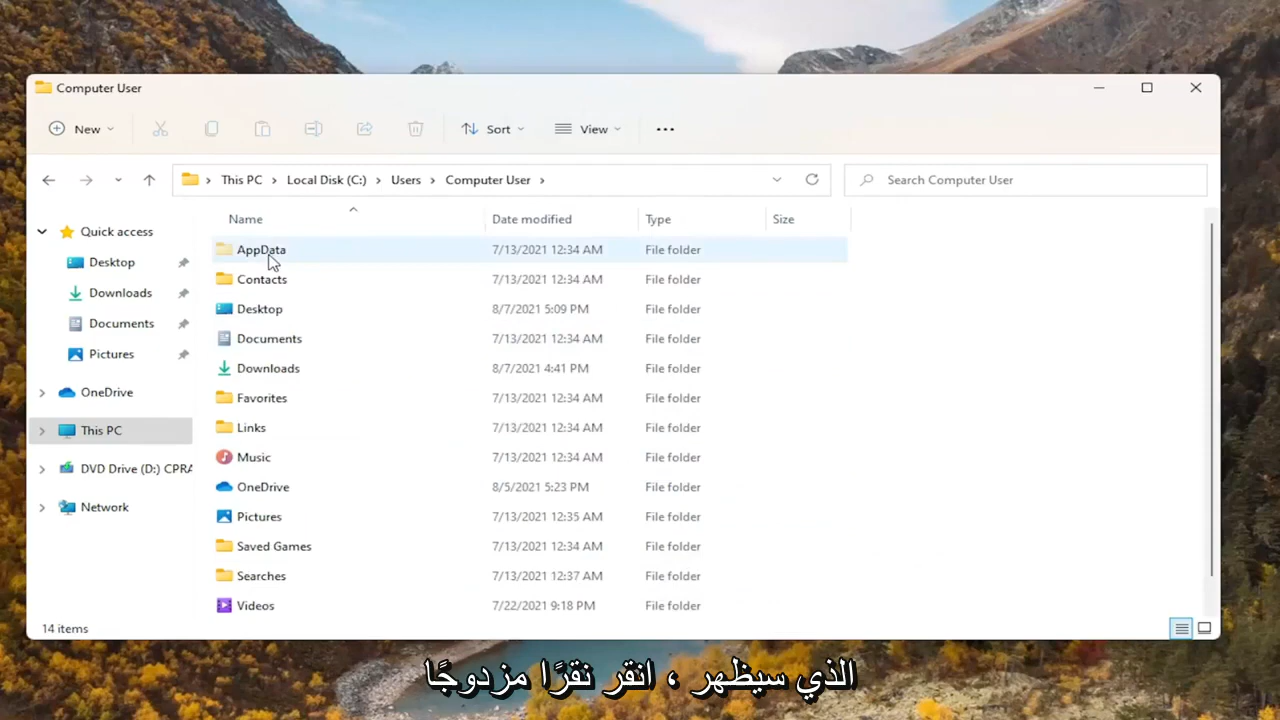 Computer User
New
Sort
View
This PC
Local Disk (C:)
Users
Computer User
Search Computer User
Name
Date modified
Type
Size
Quick access
Desktop
Downloads
Documents
Pictures
OneDrive
This PC
DVD Drive (D:) CPRA
Network
AppData 7/13/2021 12:34 AM File folder
Contacts 7/13/2021 12:34 AM File folder
Desktop 8/7/2021 5:09 PM File folder
Documents 7/13/2021 12:34 AM File folder
Downloads 8/7/2021 4:41 PM File folder
Favorites 7/13/2021 12:34 AM File folder
Links 7/13/2021 12:34 AM File folder
Music 7/13/2021 12:34 AM File folder
OneDrive 8/5/2021 5:23 PM File folder
Pictures 7/13/2021 12:35 AM File folder
Saved Games 7/13/2021 12:34 AM File folder
Searches 7/13/2021 12:37 AM File folder
Videos 7/22/2021 9:18 PM File folder
14 items
الذي سيظهر ، انقر نقرًا مزدوجًا